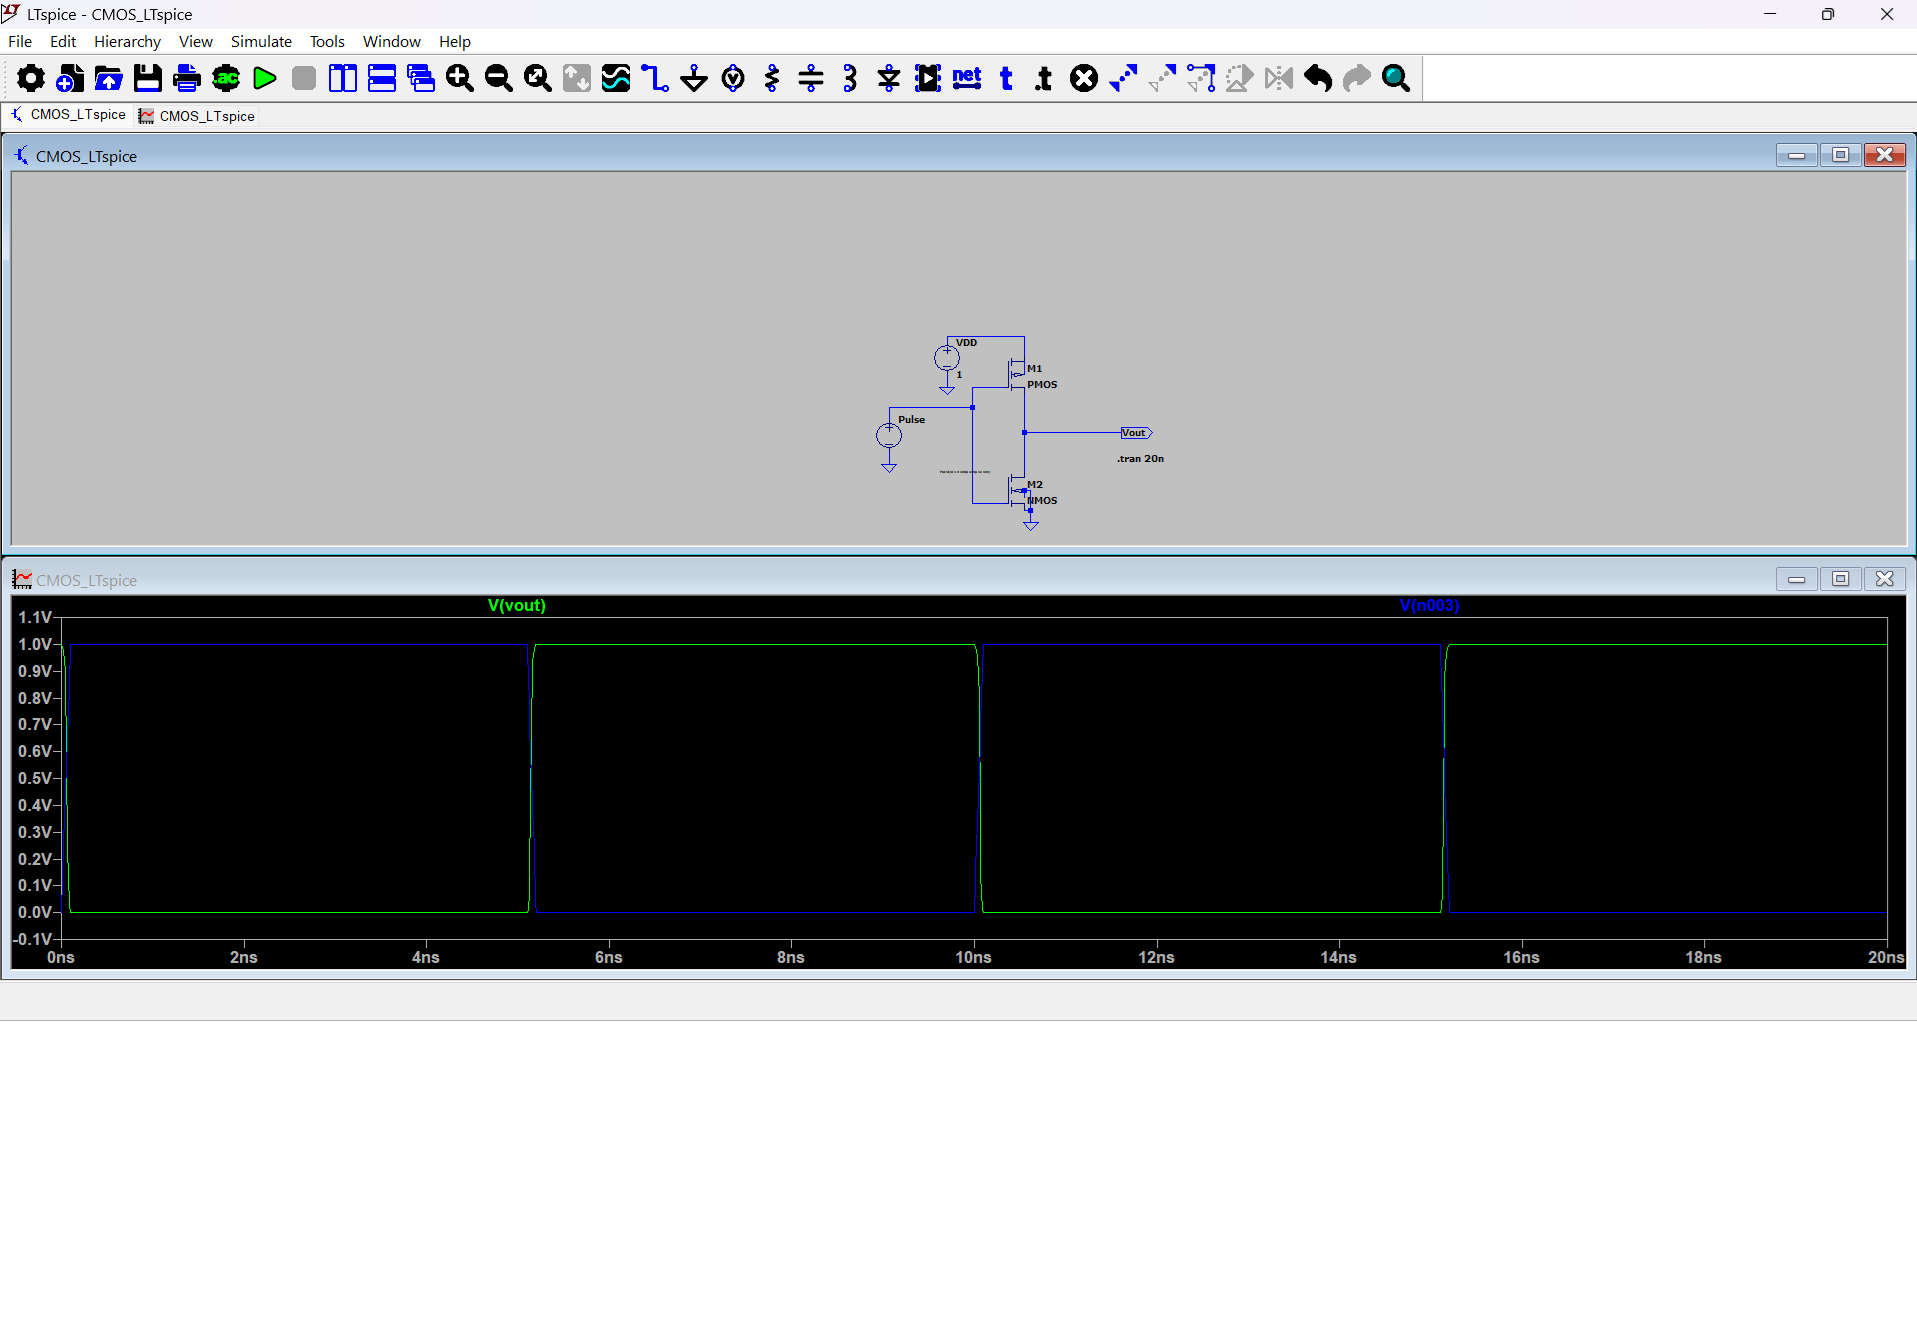 LTspice - CMOS_LTspice
File Edit Hierarchy View Simulate Tools Window Help
.ac net t .t
CMOS_LTspice CMOS_LTspice
CMOS_LTspice
VDD
M1
1
PMOS
Pulse
Vout
.tran 20n
M2
NMOS
CMOS_LTspice
V(vout) V(n003)
1.1V
1.0V
0.9V
0.8V
0.7V
0.6V
0.5V
0.4V
0.3V
0.2V
0.1V
0.0V
-0.1V
0ns 2ns 4ns 6ns 8ns 10ns 12ns 14ns 16ns 18ns 20ns